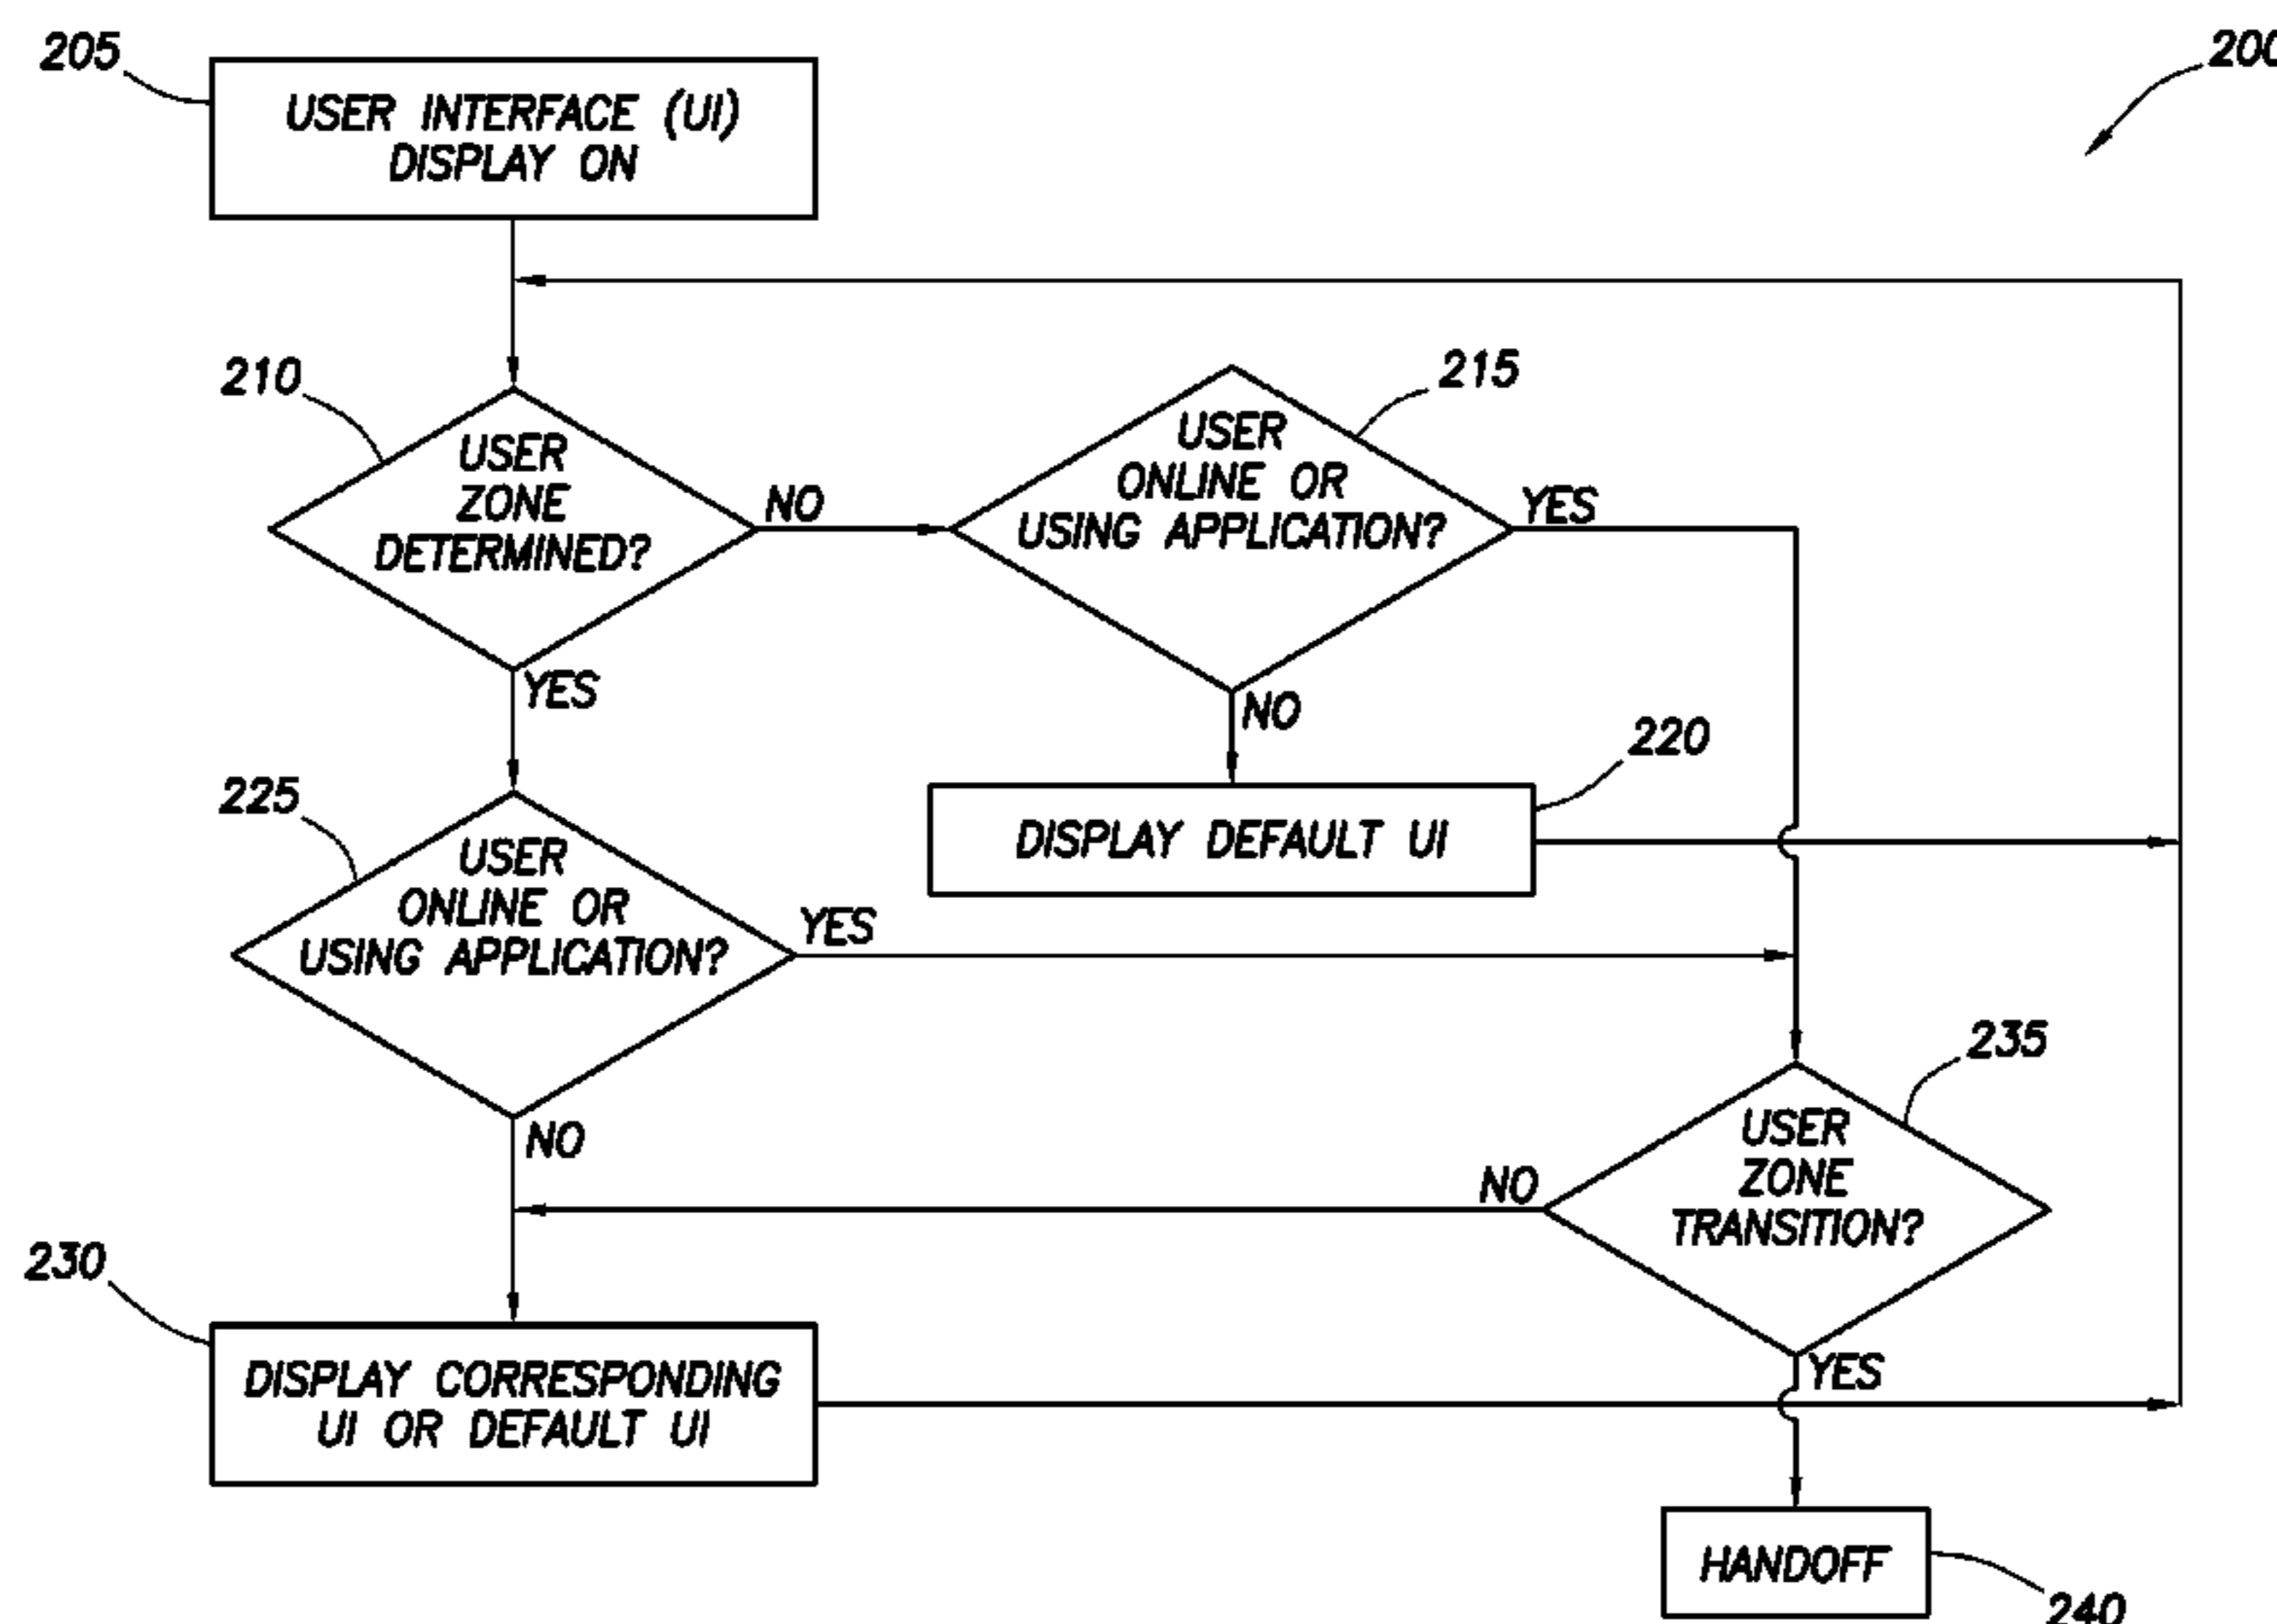 205
USER INTERFACE (UI)
DISPLAY ON
200
210
USER
ZONE
DETERMINED?
NO
YES
215
USER
ONLINE OR
USING APPLICATION?
YES
NO
220
DISPLAY DEFAULT UI
225
USER
ONLINE OR
USING APPLICATION?
YES
NO
235
USER
ZONE
TRANSITION?
NO
YES
230
DISPLAY CORRESPONDING
UI OR DEFAULT UI
HANDOFF
240